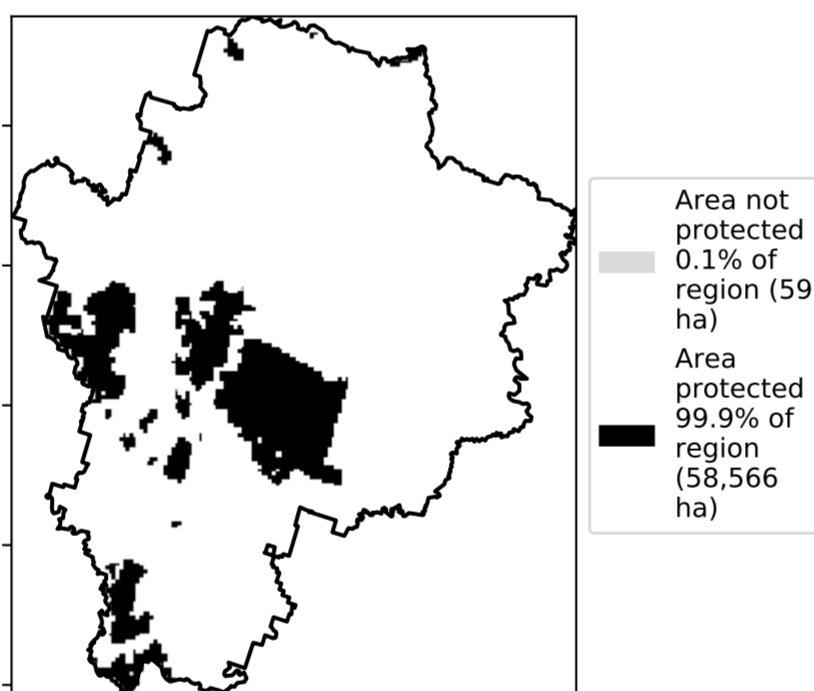 Area not
protected
0.1% of
region (59
ha)
Area
protected
99.9% of
region
(58,566
ha)